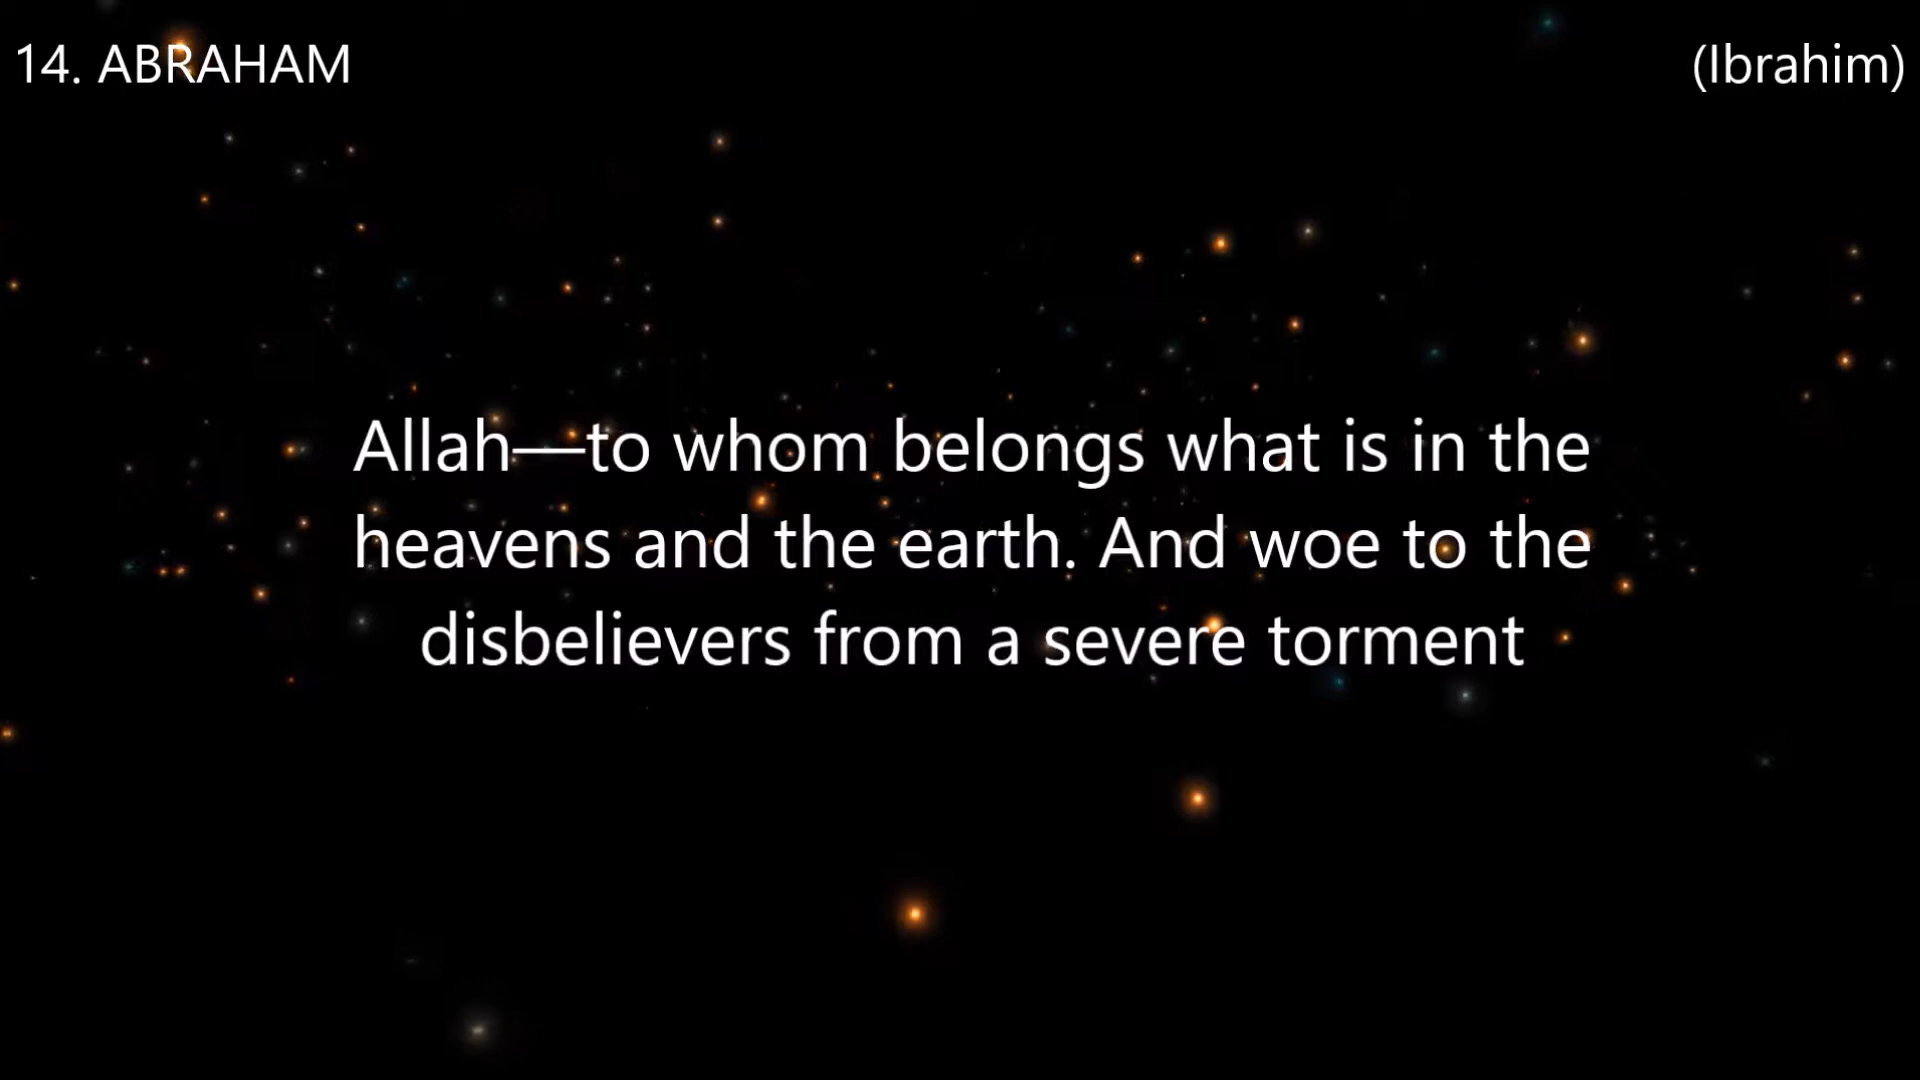 14. ABRAHAM
(Ibrahim)
Allah—to whom belongs what is in the
heavens and the earth. And woe to the
disbelievers from a severe torment